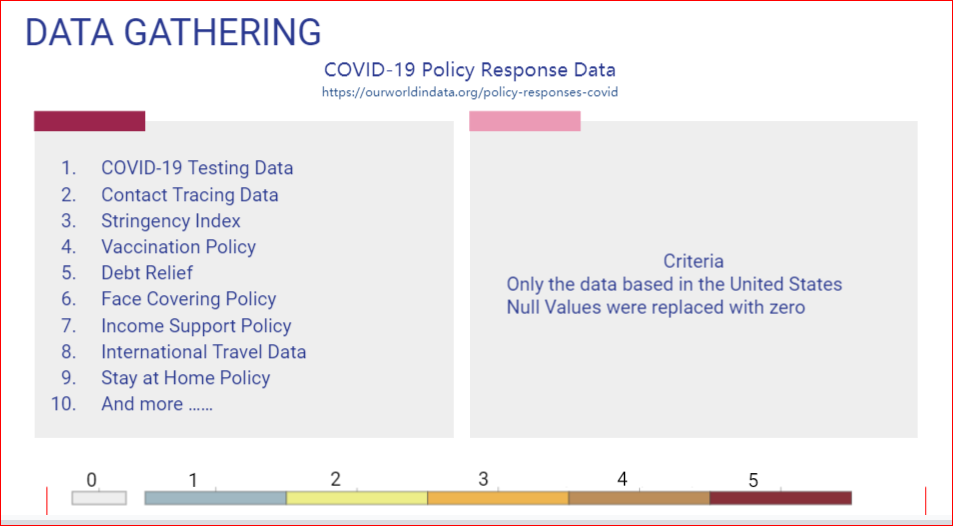 DATA GATHERING
COVID-19 Policy Response Data
https://ourworldindata.org/policy-responses-covid
1. COVID-19 Testing Data
2. Contact Tracing Data
3. Stringency Index
4. Vaccination Policy
5. Debt Relief
6. Face Covering Policy
7. Income Support Policy
8. International Travel Data
9. Stay at Home Policy
10. And more ......
Criteria
Only the data based in the United States
Null Values were replaced with zero
0 1 2 3 4 5